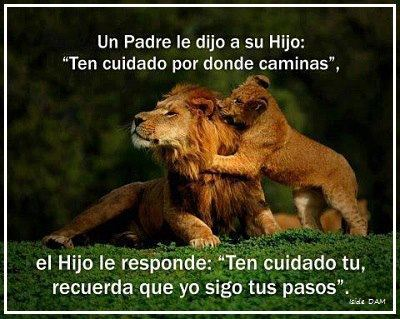 Un Padre le dijo a su Hijo:
“Ten cuidado por donde caminas”,
el Hijo le responde: “Ten cuidado tu,
recuerda que yo sigo tus pasos”.
Iside DAM